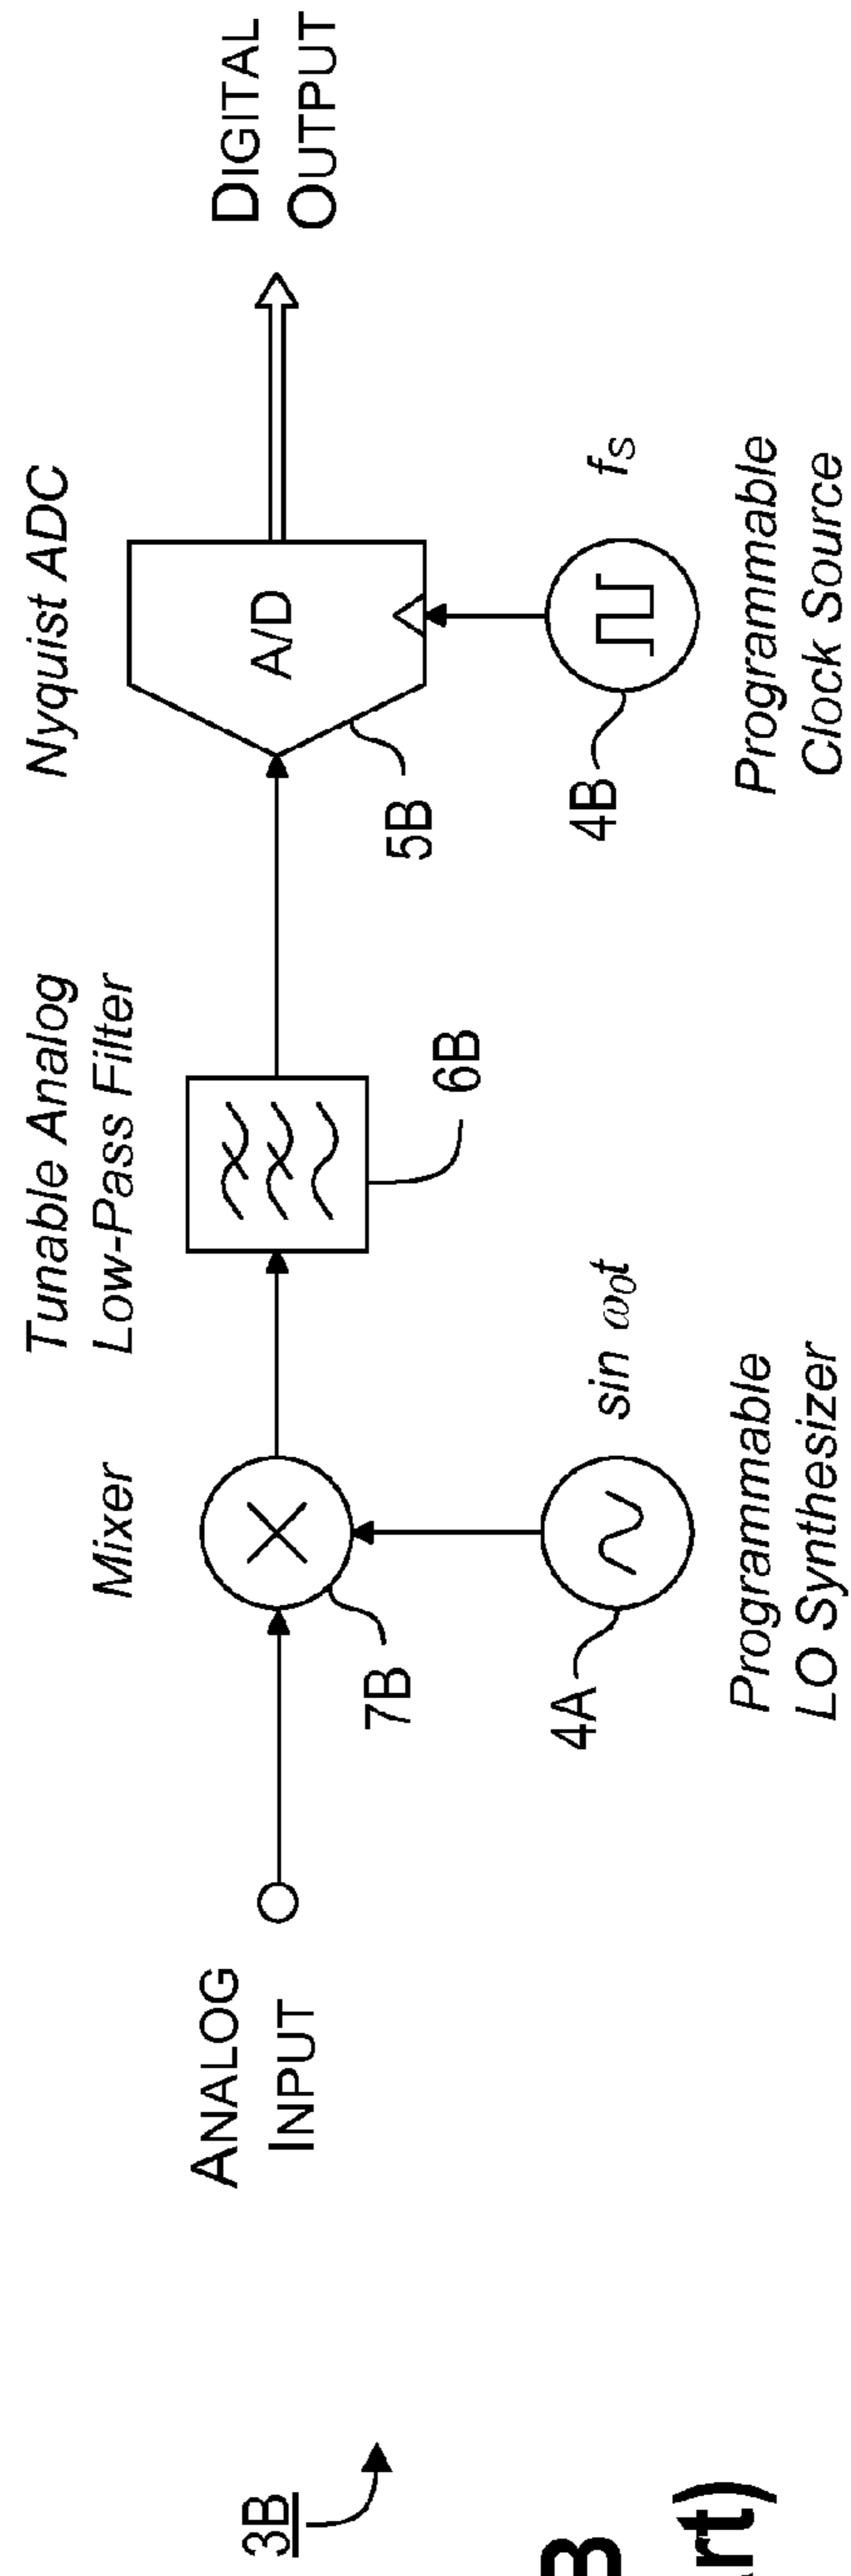 Nyquist ADC
Tunable Analog
Low-Pass Filter
Mixer
DIGITAL
OUTPUT
A/D
5B
6B
7B
ANALOG
INPUT
3B
fS
4B
Programmable
Clock Source
sin ω0t
4A
Programmable
LO Synthesizer
B